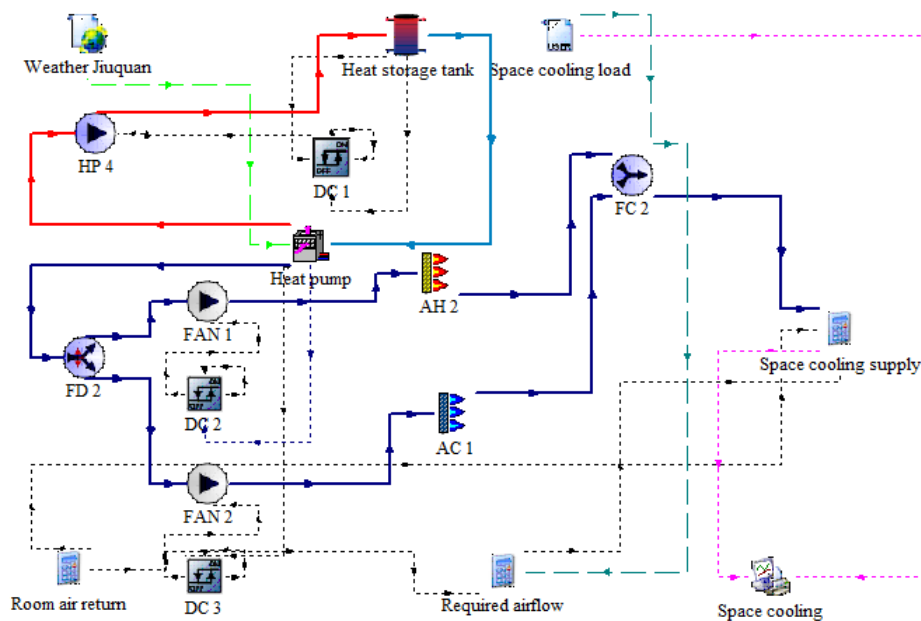 Weather Jiuquan
Heat storage tank
Space cooling load
HP 4
DC 1
FC 2
Heat pump
AH 2
FAN 1
Space cooling supply
FD 2
DC 2
AC 1
FAN 2
Room air return
DC 3
Required airflow
Space cooling